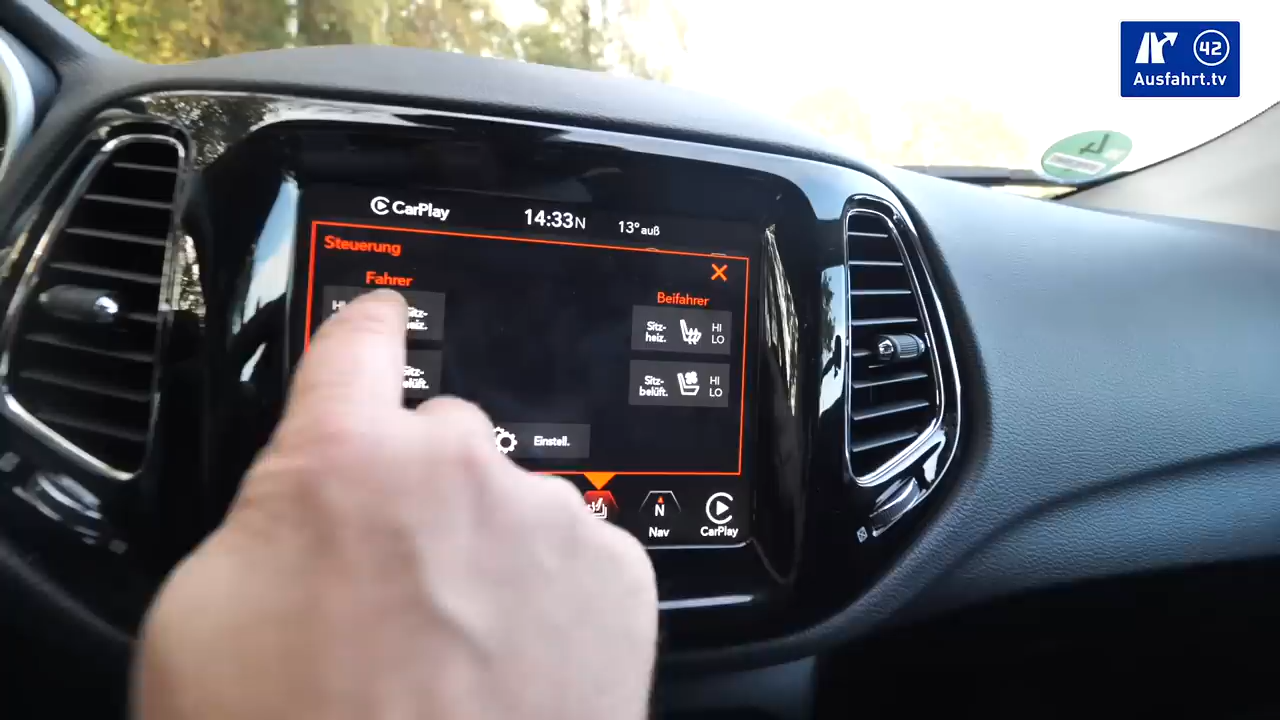 42
Ausfahrt.tv
CarPlay
14:33 N
13° auß
Steuerung
Fahrer
Beifahrer
Sitz-
heiz.
HI
LO
Sitz-
belüft.
HI
LO
Einstell.
N
Nav
CarPlay